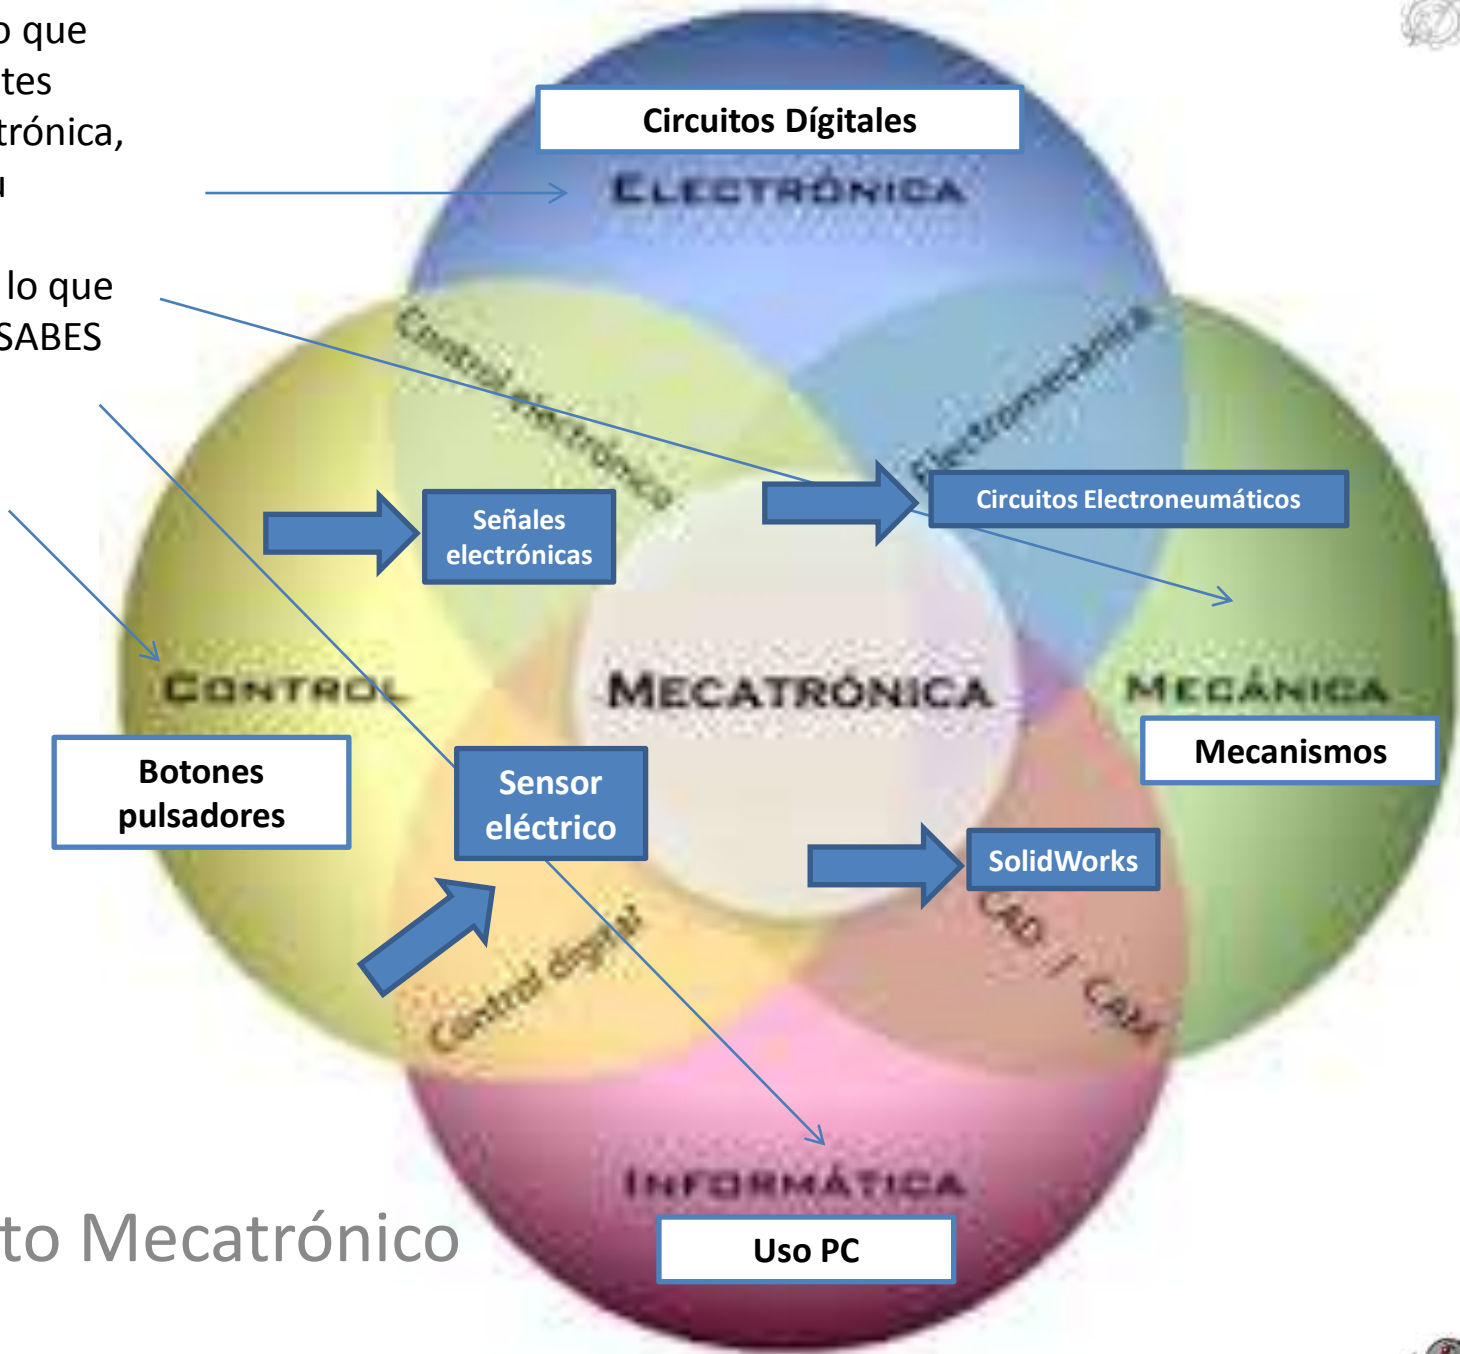 o que
tes
trónica,
u
lo que
SABES
Circuitos Dígitales
ELECTRÓNICA
Control electrónico
Electromecánica
Señales
electrónicas
Circuitos Electroneumáticos
CONTROL
MECATRÓNICA
MECÁNICA
Botones
pulsadores
Sensor
eléctrico
Mecanismos
SolidWorks
Control digital
CAD / CAM
INFORMÁTICA
Uso PC
to Mecatrónico